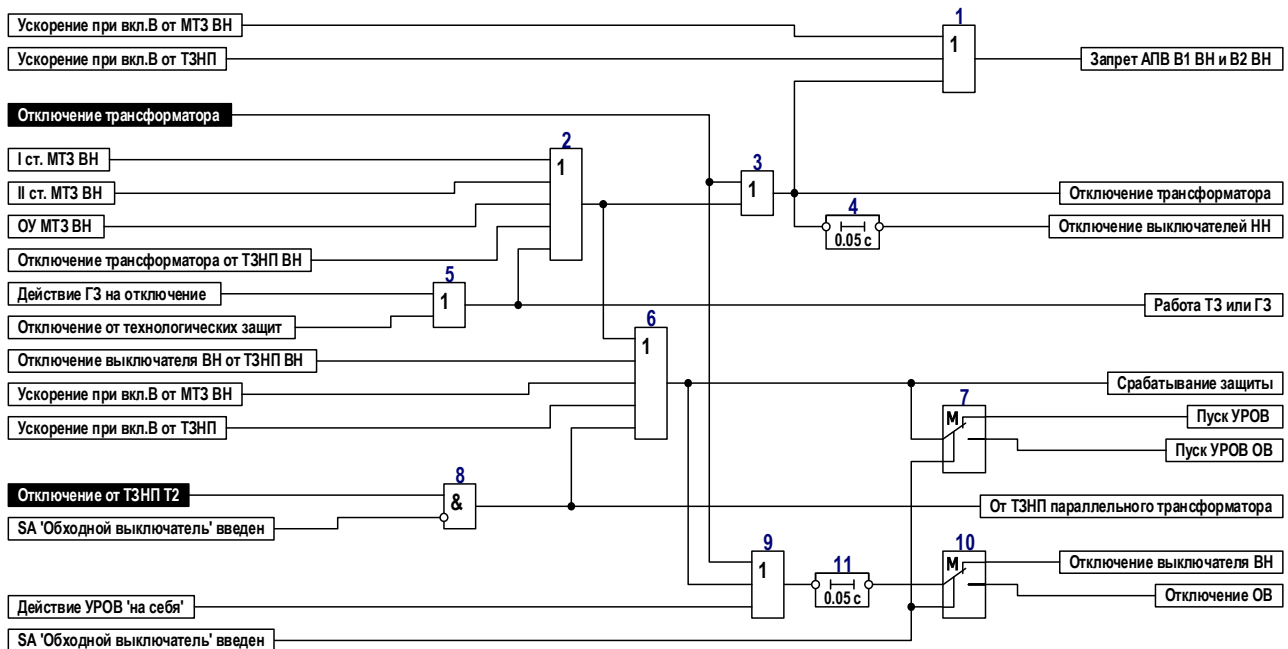 Ускорение при вкл.В от МТЗ ВН
1
1
Ускорение при вкл.В от ТЗНП
Запрет АПВ В1 ВН и В2 ВН
Отключение трансформатора
2
1
I ст. МТЗ ВН
3
1
II ст. МТЗ ВН
Отключение трансформатора
4
0.05 с
ОУ МТЗ ВН
Отключение выключателей НН
Отключение трансформатора от ТЗНП ВН
5
1
Действие ГЗ на отключение
Работа ТЗ или ГЗ
Отключение от технологических защит
6
1
Отключение выключателя ВН от ТЗНП ВН
Срабатывание защиты
Ускорение при вкл.В от МТЗ ВН
7
М
Пуск УРОВ
Ускорение при вкл.В от ТЗНП
Пуск УРОВ ОВ
8
&
Отключение от ТЗНП Т2
От ТЗНП параллельного трансформатора
SA 'Обходной выключатель' введен
9
1
10
М
Отключение выключателя ВН
11
0.05 с
Отключение ОВ
Действие УРОВ 'на себя'
SA 'Обходной выключатель' введен